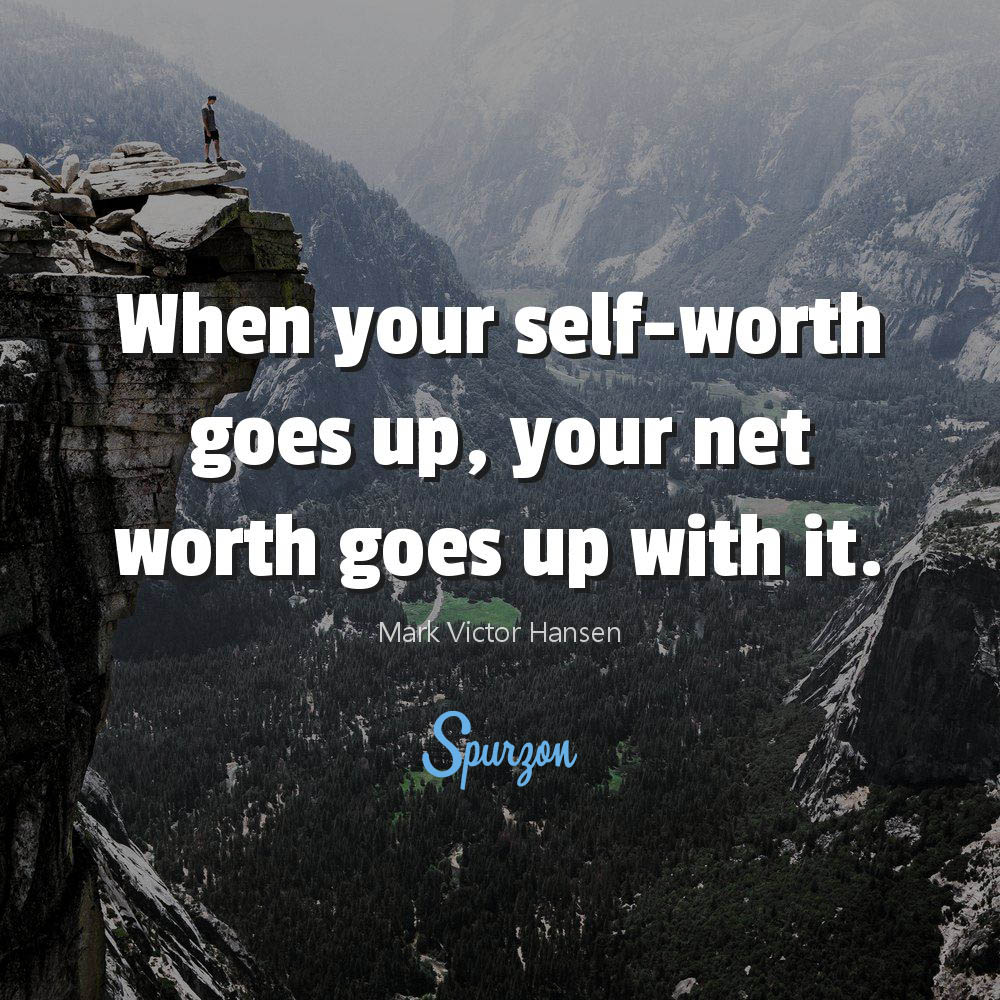 When your self-worth
goes up, your net
worth goes up with it.
Mark Victor Hansen
Spurzon